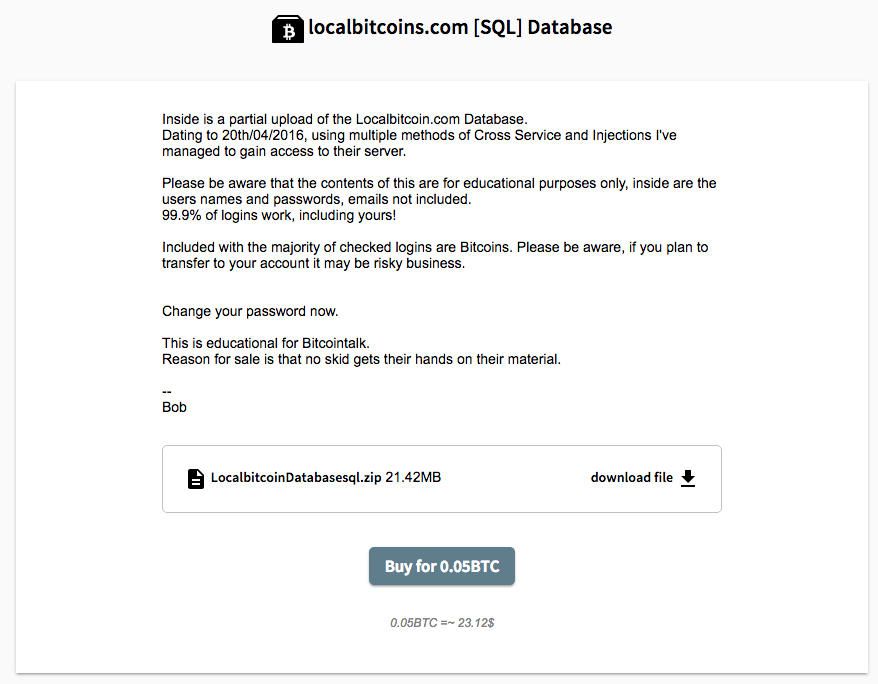 localbitcoins.com [SQL] Database
Inside is a partial upload of the Localbitcoin.com Database.
Dating to 20th/04/2016, using multiple methods of Cross Service and Injections I've
managed to gain access to their server.
Please be aware that the contents of this are for educational purposes only, inside are the
users names and passwords, emails not included.
99.9% of logins work, including yours!
Included with the majority of checked logins are Bitcoins. Please be aware, if you plan to
transfer to your account it may be risky business.
Change your password now.
This is educational for Bitcointalk.
Reason for sale is that no skid gets their hands on their material.
--
Bob
LocalbitcoinDatabasesql.zip 21.42MB download file
Buy for 0.05BTC
0.05BTC =~ 23.12$